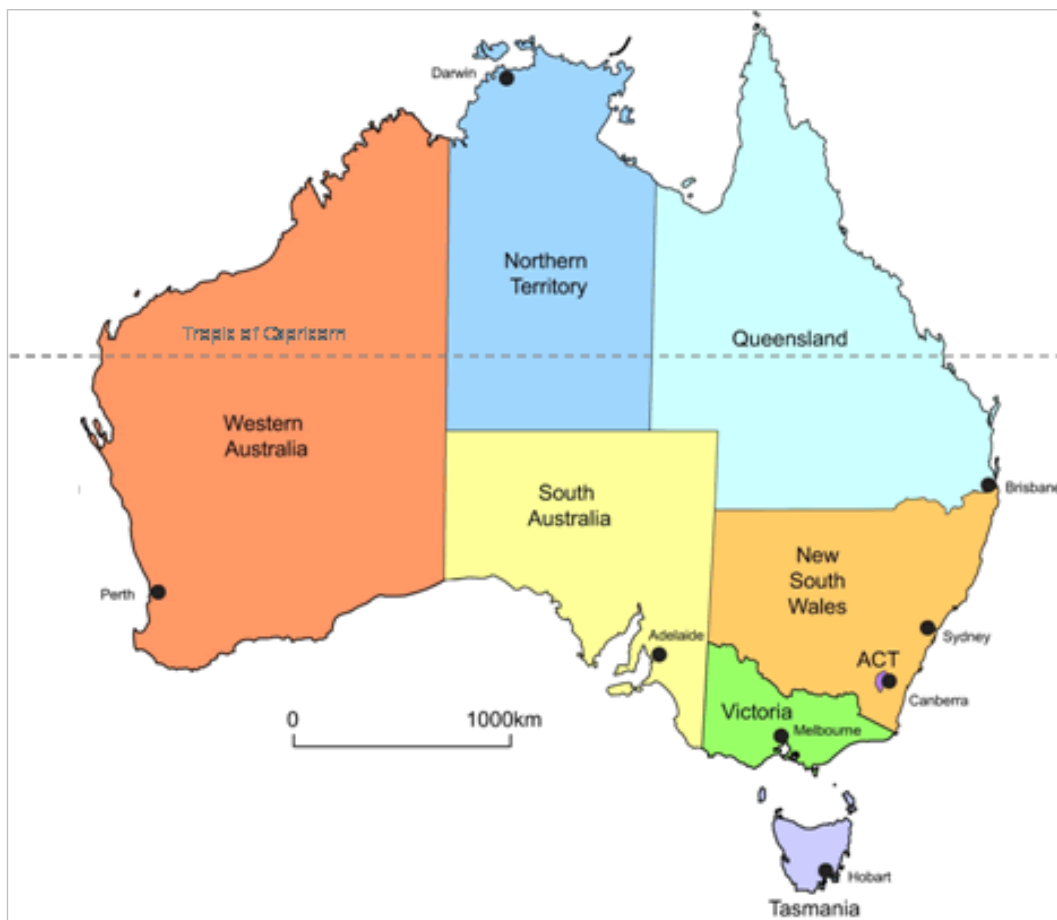 Darwin
Northern
Territory
Tropic of Capricorn
Queensland
Western
Australia
South
Australia
Brisbane
New
South
Wales
Perth
Adelaide
Sydney
ACT
Canberra
0 1000km
Victoria
Melbourne
Hobart
Tasmania